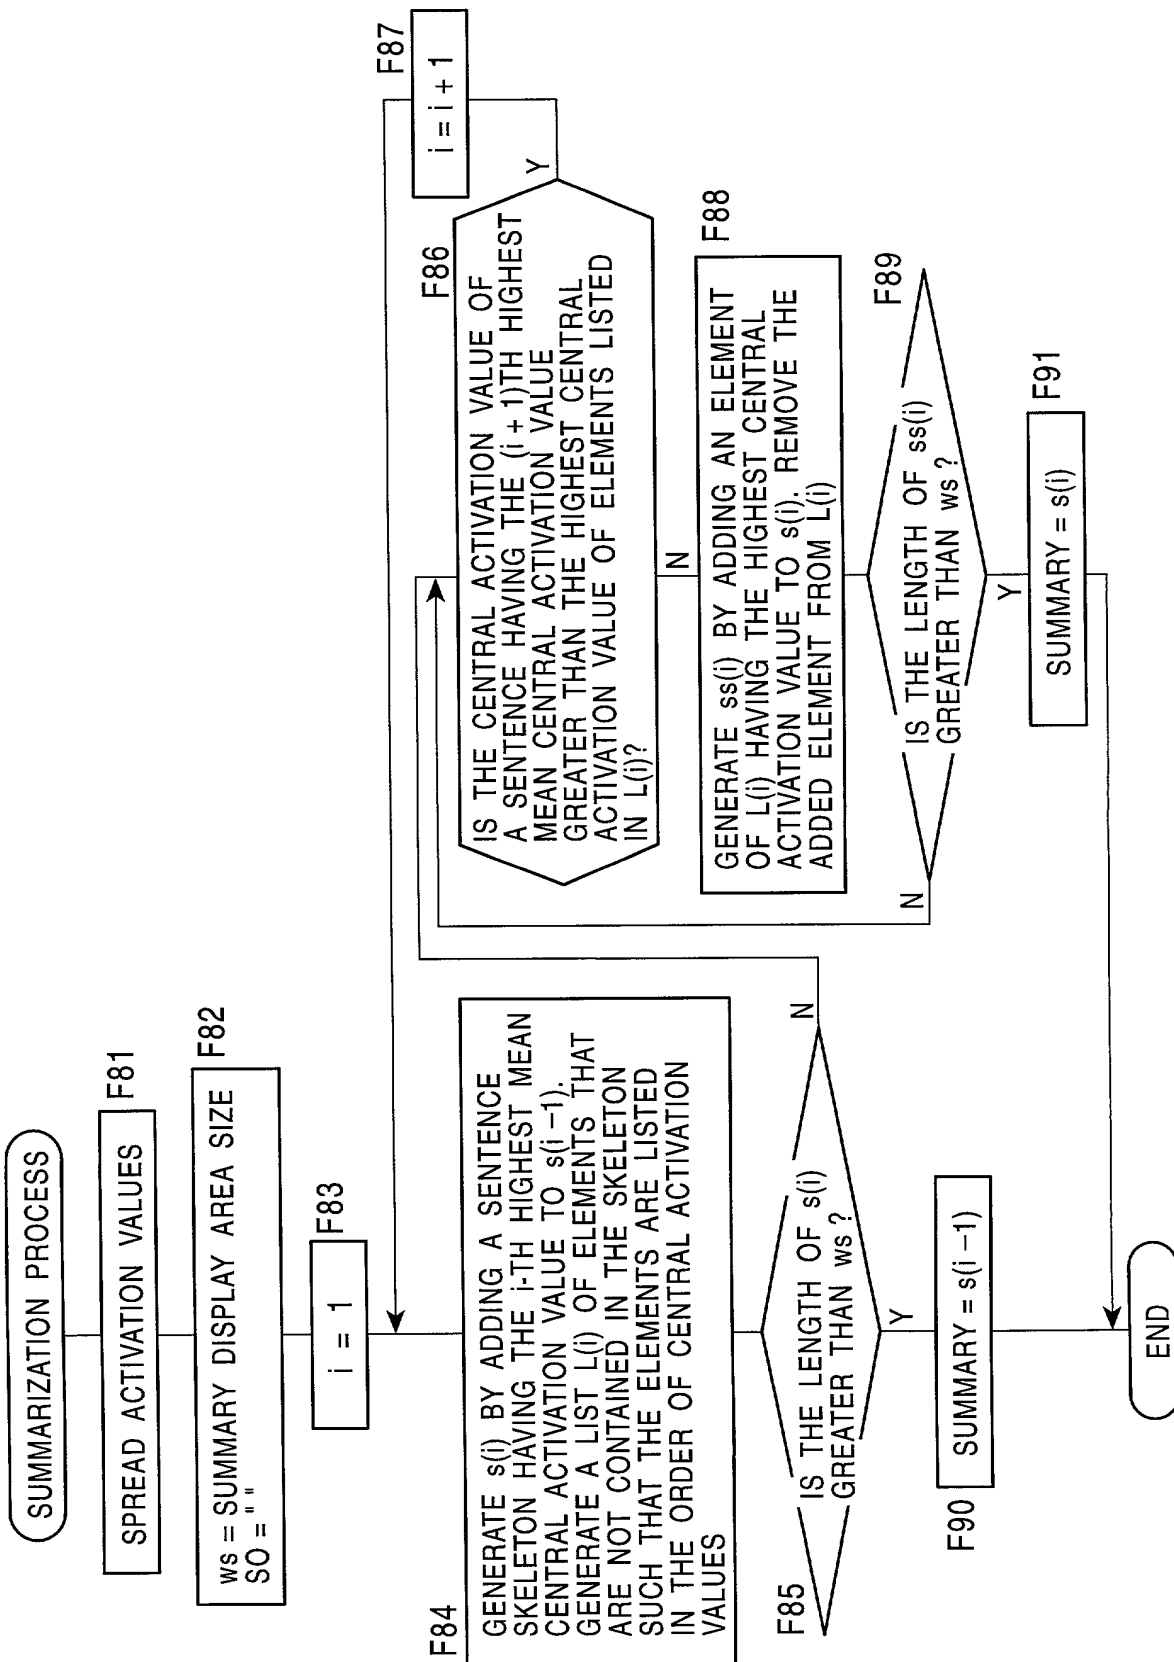 SUMMARIZATION PROCESS
F81
SPREAD ACTIVATION VALUES
F82
ws = SUMMARY DISPLAY AREA SIZE
SO = " "
F83
i = 1
F84
GENERATE s(i) BY ADDING A SENTENCE
SKELETON HAVING THE i-TH HIGHEST MEAN
CENTRAL ACTIVATION VALUE TO s(i −1).
GENERATE A LIST L(i) OF ELEMENTS THAT
ARE NOT CONTAINED IN THE SKELETON
SUCH THAT THE ELEMENTS ARE LISTED
IN THE ORDER OF CENTRAL ACTIVATION
VALUES
F85
IS THE LENGTH OF s(i)
GREATER THAN ws ?
N
Y
F90
SUMMARY = s(i −1)
END
F87
i = i + 1
F86
Y
IS THE CENTRAL ACTIVATION VALUE OF
A SENTENCE HAVING THE (i + 1)TH HIGHEST
MEAN CENTRAL ACTIVATION VALUE
GREATER THAN THE HIGHEST CENTRAL
ACTIVATION VALUE OF ELEMENTS LISTED
IN L(i)?
N
F88
GENERATE ss(i) BY ADDING AN ELEMENT
OF L(i) HAVING THE HIGHEST CENTRAL
ACTIVATION VALUE TO s(i). REMOVE THE
ADDED ELEMENT FROM L(i)
F89
N
IS THE LENGTH OF ss(i)
GREATER THAN ws ?
Y
F91
SUMMARY = s(i)